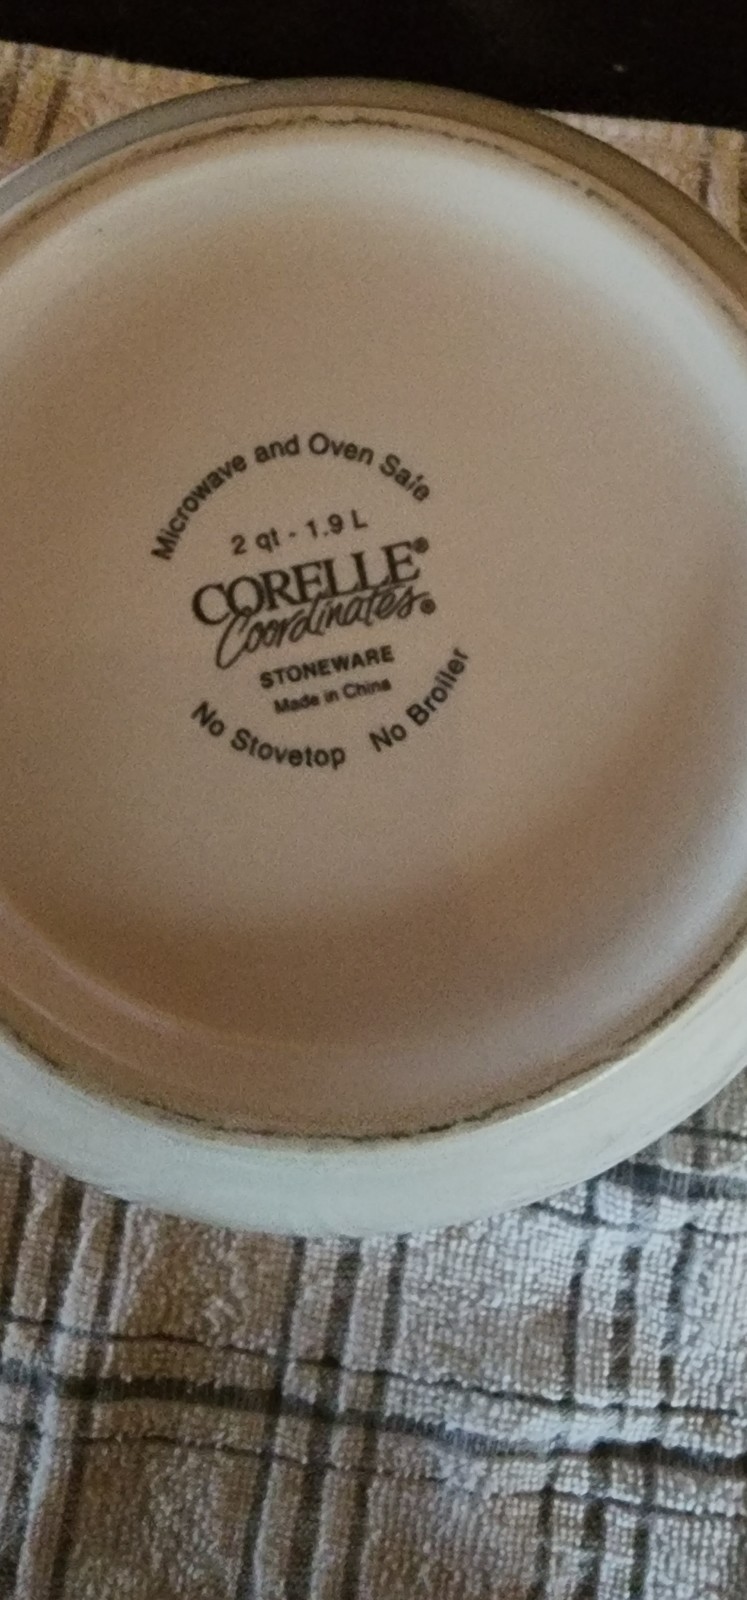 Microwave and Oven Safe
2 qt - 1.9 L
CORELLE®
Coordinates®
STONEWARE
Made in China
No Stovetop No Broiler